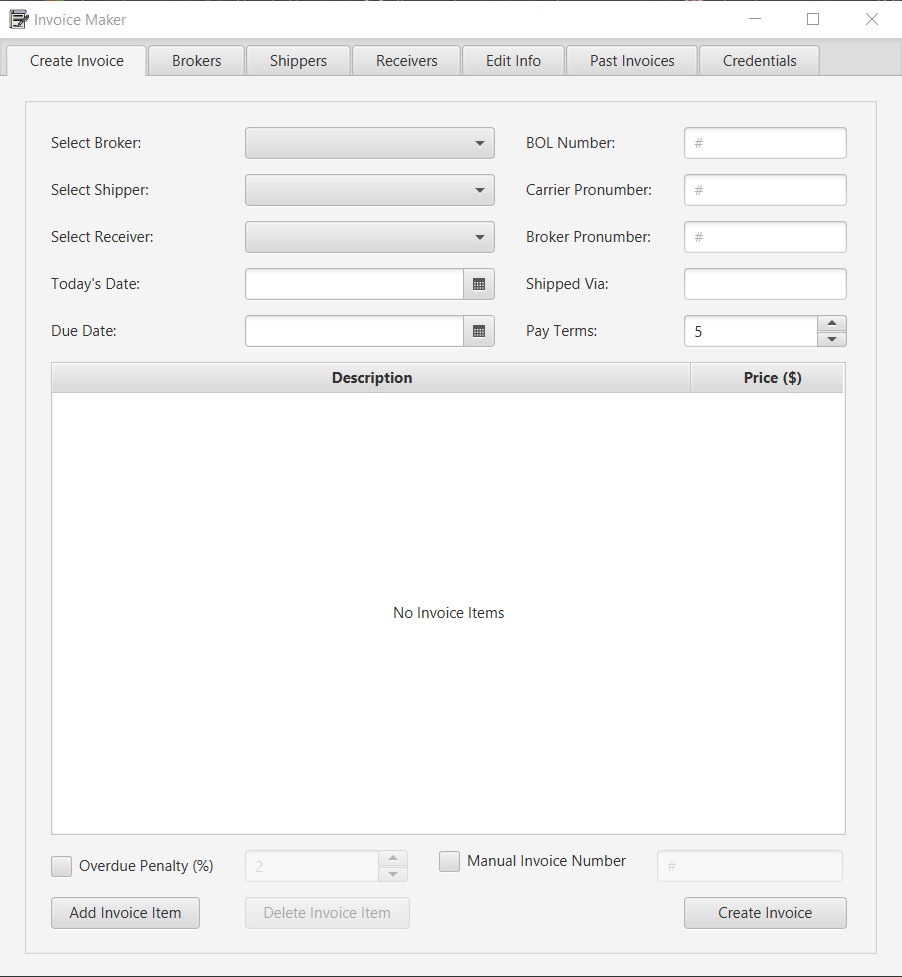 Invoice Maker
Create Invoice Brokers Shippers Receivers Edit Info Past Invoices Credentials
Select Broker: BOL Number: #
Select Shipper: Carrier Pronumber: #
Select Receiver: Broker Pronumber: #
Today's Date: Shipped Via:
Due Date: Pay Terms: 5
Description Price ($)
No Invoice Items
Overdue Penalty (%) 2 Manual Invoice Number #
Add Invoice Item Delete Invoice Item Create Invoice